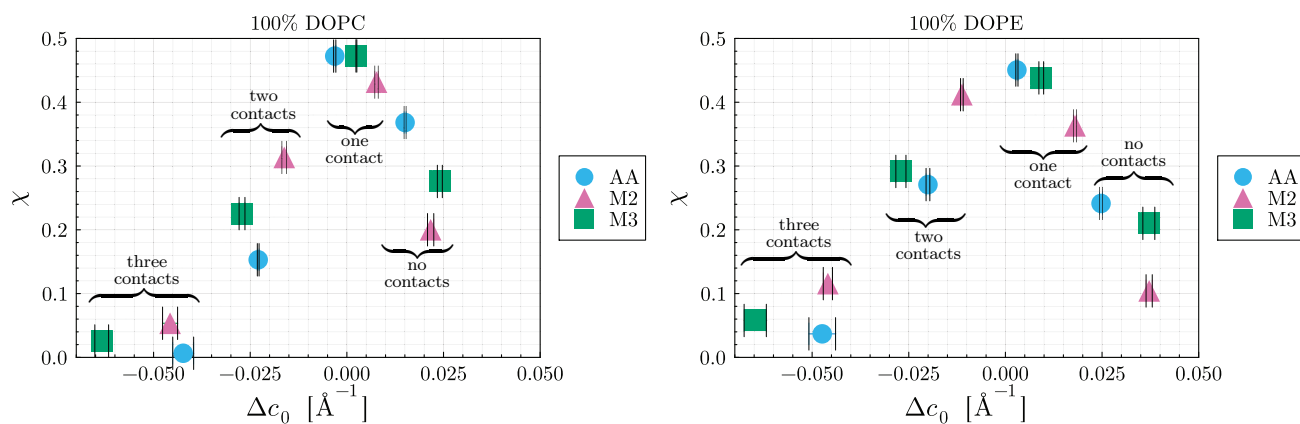 100% DOPC
χ
0.5
0.4
0.3
0.2
0.1
0.0
two
contacts
one
contact
three
contacts
no
contacts
−0.050
−0.025
0.000
0.025
0.050
Δc₀ [Å⁻¹]
AA
M2
M3
100% DOPE
χ
0.5
0.4
0.3
0.2
0.1
0.0
three
contacts
two
contacts
one
contact
no
contacts
−0.050
−0.025
0.000
0.025
0.050
Δc₀ [Å⁻¹]
AA
M2
M3